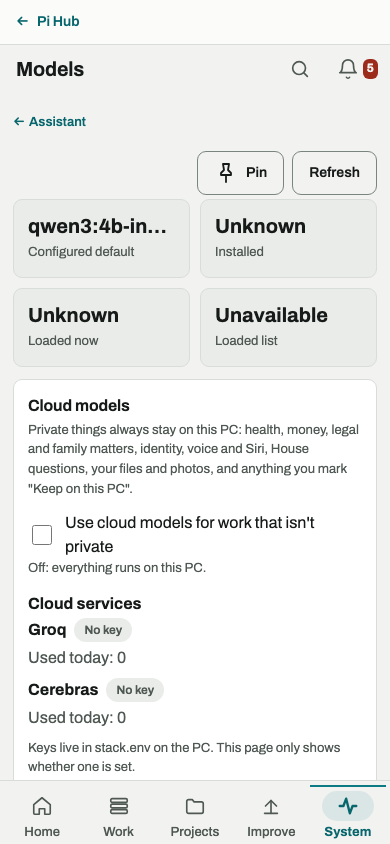 ← Pi Hub
Models
5
← Assistant
Pin
Refresh
qwen3:4b-in...
Configured default
Unknown
Installed
Unknown
Loaded now
Unavailable
Loaded list
Cloud models
Private things always stay on this PC: health, money, legal
and family matters, identity, voice and Siri, House
questions, your files and photos, and anything you mark
"Keep on this PC".
Use cloud models for work that isn't
private
Off: everything runs on this PC.
Cloud services
Groq No key
Used today: 0
Cerebras No key
Used today: 0
Keys live in stack.env on the PC. This page only shows
whether one is set.
Home
Work
Projects
Improve
System